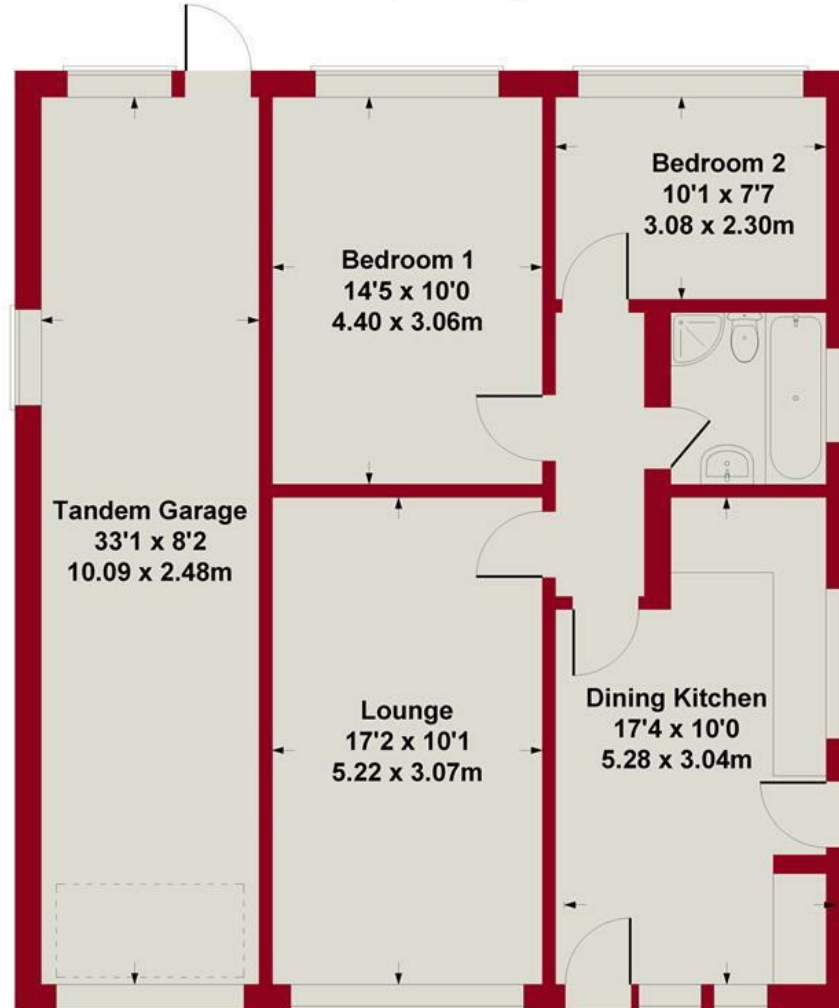 Bedroom 2
10'1 x 7'7
3.08 x 2.30m
Bedroom 1
14'5 x 10'0
4.40 x 3.06m
Tandem Garage
33'1 x 8'2
10.09 x 2.48m
Lounge
17'2 x 10'1
5.22 x 3.07m
Dining Kitchen
17'4 x 10'0
5.28 x 3.04m